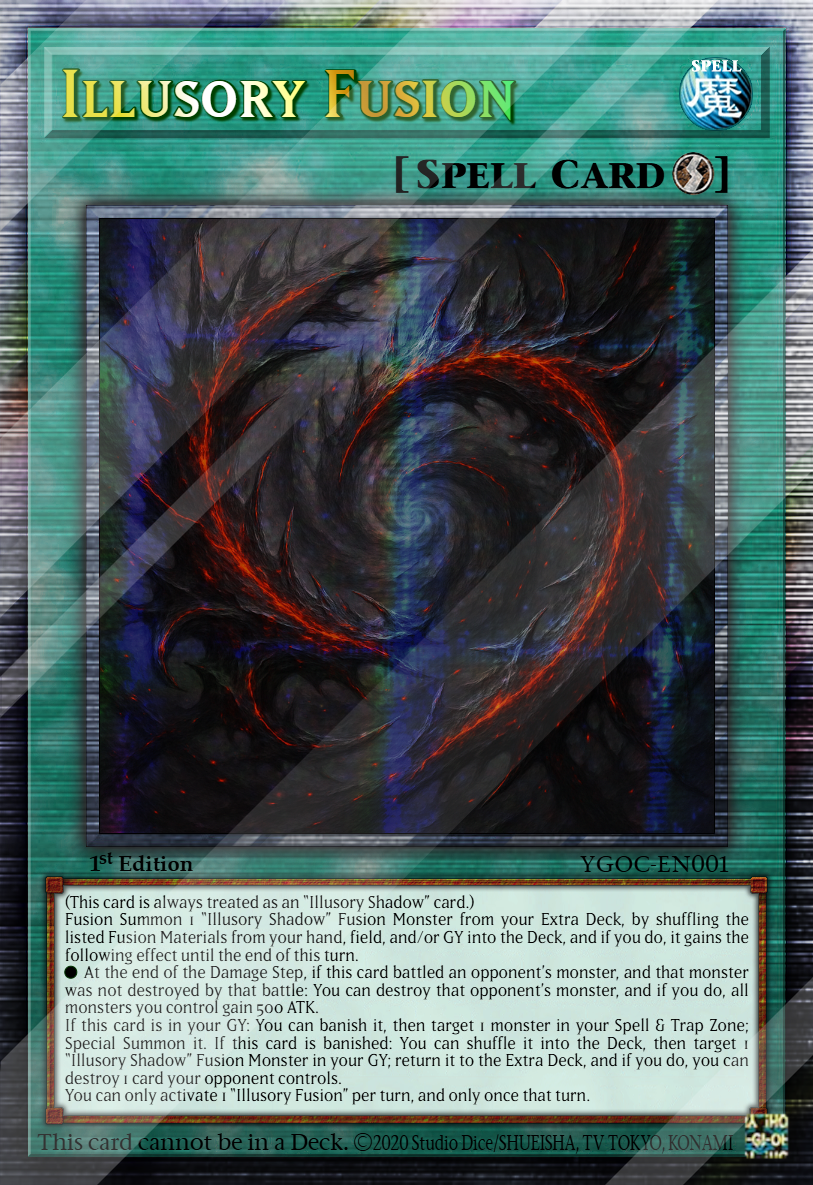 Illusory Fusion
SPELL
魔
[ Spell Card ]
1st Edition
YGOC-EN001
(This card is always treated as an "Illusory Shadow" card.)
Fusion Summon 1 "Illusory Shadow" Fusion Monster from your Extra Deck, by shuffling the
listed Fusion Materials from your hand, field, and/or GY into the Deck, and if you do, it gains the
following effect until the end of this turn.
● At the end of the Damage Step, if this card battled an opponent's monster, and that monster
was not destroyed by that battle: You can destroy that opponent's monster, and if you do, all
monsters you control gain 500 ATK.
If this card is in your GY: You can banish it, then target 1 monster in your Spell & Trap Zone;
Special Summon it. If this card is banished: You can shuffle it into the Deck, then target 1
"Illusory Shadow" Fusion Monster in your GY; return it to the Extra Deck, and if you do, you can
destroy 1 card your opponent controls.
You can only activate 1 "Illusory Fusion" per turn, and only once that turn.
This card cannot be in a Deck. ©2020 Studio Dice/SHUEISHA, TV TOKYO, KONAMI